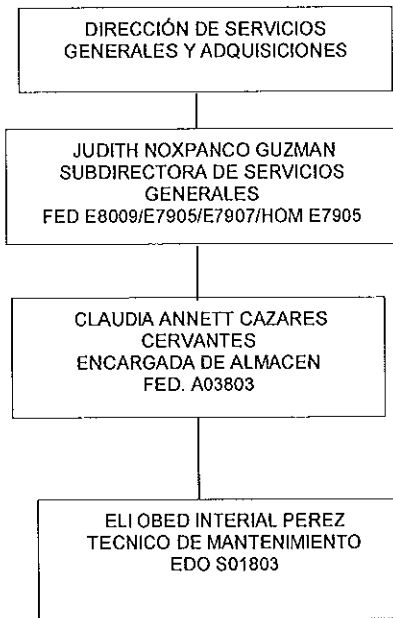 DIRECCIÓN DE SERVICIOS
GENERALES Y ADQUISICIONES
JUDITH NOXPANCO GUZMAN
SUBDIRECTORA DE SERVICIOS
GENERALES
FED E8009/E7905/E7907/HOM E7905
CLAUDIA ANNETT CAZARES
CERVANTES
ENCARGADA DE ALMACEN
FED. A03803
ELI OBED INTERIAL PEREZ
TECNICO DE MANTENIMIENTO
EDO S01803